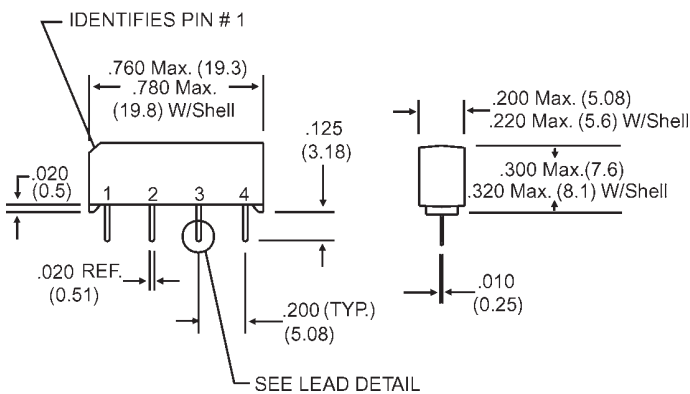 IDENTIFIES PIN # 1
.760 Max. (19.3)
.780 Max.
(19.8) W/Shell
.200 Max. (5.08)
.220 Max. (5.6) W/Shell
.125
(3.18)
.300 Max.(7.6)
.320 Max. (8.1) W/Shell
.020
(0.5)
1 2 3 4
.020 REF.
(0.51)
.200 (TYP.)
(5.08)
.010
(0.25)
SEE LEAD DETAIL